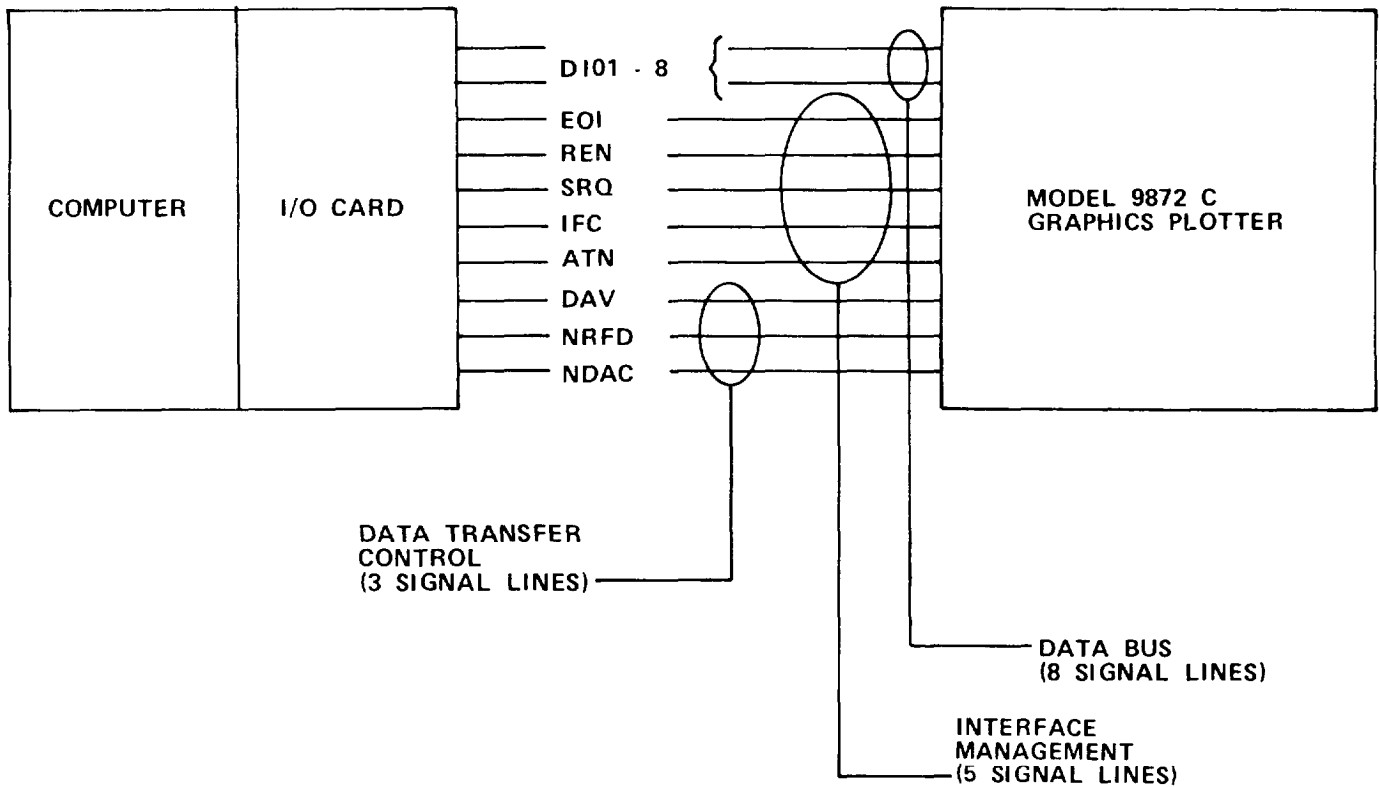 COMPUTER
I/O CARD
DI01 - 8
EOI
REN
SRQ
IFC
ATN
DAV
NRFD
NDAC
MODEL 9872 C
GRAPHICS PLOTTER
DATA TRANSFER
CONTROL
(3 SIGNAL LINES)
DATA BUS
(8 SIGNAL LINES)
INTERFACE
MANAGEMENT
(5 SIGNAL LINES)